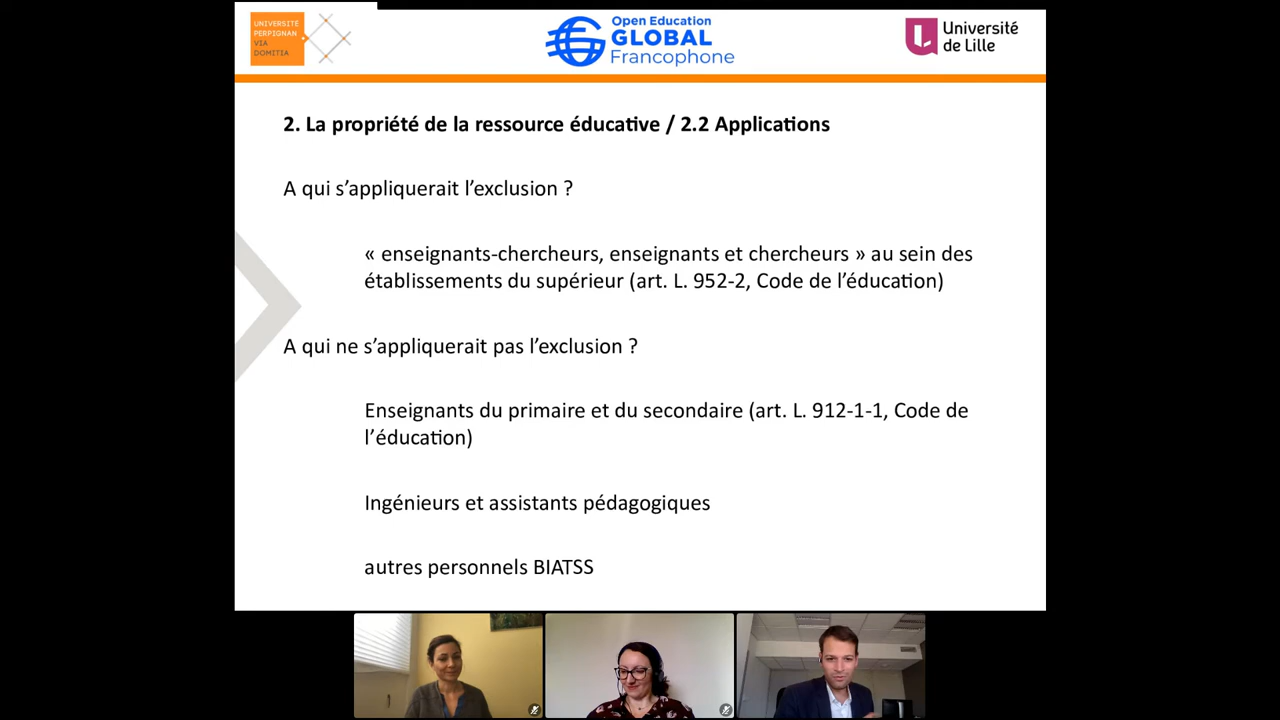 UNIVERSITE
PERPIGNAN
VIA
DOMITIA
Open Education
GLOBAL
Francophone
Université
de Lille
2. La propriété de la ressource éducative / 2.2 Applications
A qui s’appliquerait l’exclusion ?
« enseignants-chercheurs, enseignants et chercheurs » au sein des
établissements du supérieur (art. L. 952-2, Code de l’éducation)
A qui ne s’appliquerait pas l’exclusion ?
Enseignants du primaire et du secondaire (art. L. 912-1-1, Code de
l’éducation)
Ingénieurs et assistants pédagogiques
autres personnels BIATSS